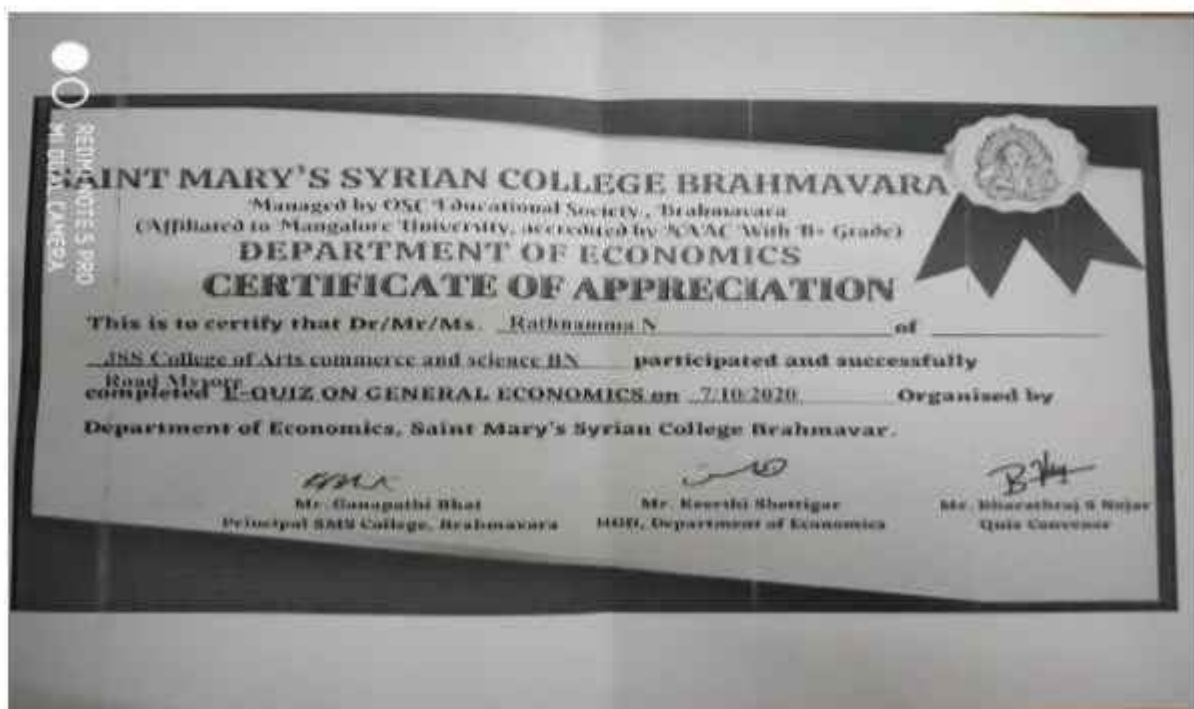 REDMI NOTE 5 PRO
MI DUAL CAMERA
SAINT MARY'S SYRIAN COLLEGE BRAHMAVARA
Managed by OSC Educational Society, Brahmavara
(Affiliated to Mangalore University, accredited by NAAC With B+ Grade)
DEPARTMENT OF ECONOMICS
CERTIFICATE OF APPRECIATION
This is to certify that Dr/Mr/Ms. Rathnamma N of
JSS College of Arts commerce and science BN participated and successfully
Road Mysore
completed E-QUIZ ON GENERAL ECONOMICS on 7/10/2020 Organised by
Department of Economics, Saint Mary's Syrian College Brahmavar.
Mr. Ganapathi Bhat Mr. Keerthi Shettigar Mr. Bharathraj S
Principal SMS College, Brahmavara HOD, Department of Economics Quiz Convenor